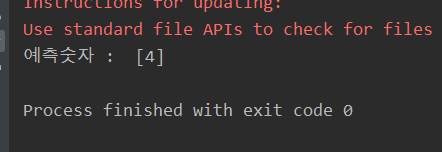 Instructions for updating:
Use standard file APIs to check for files
예측숫자 :  [4]
Process finished with exit code 0